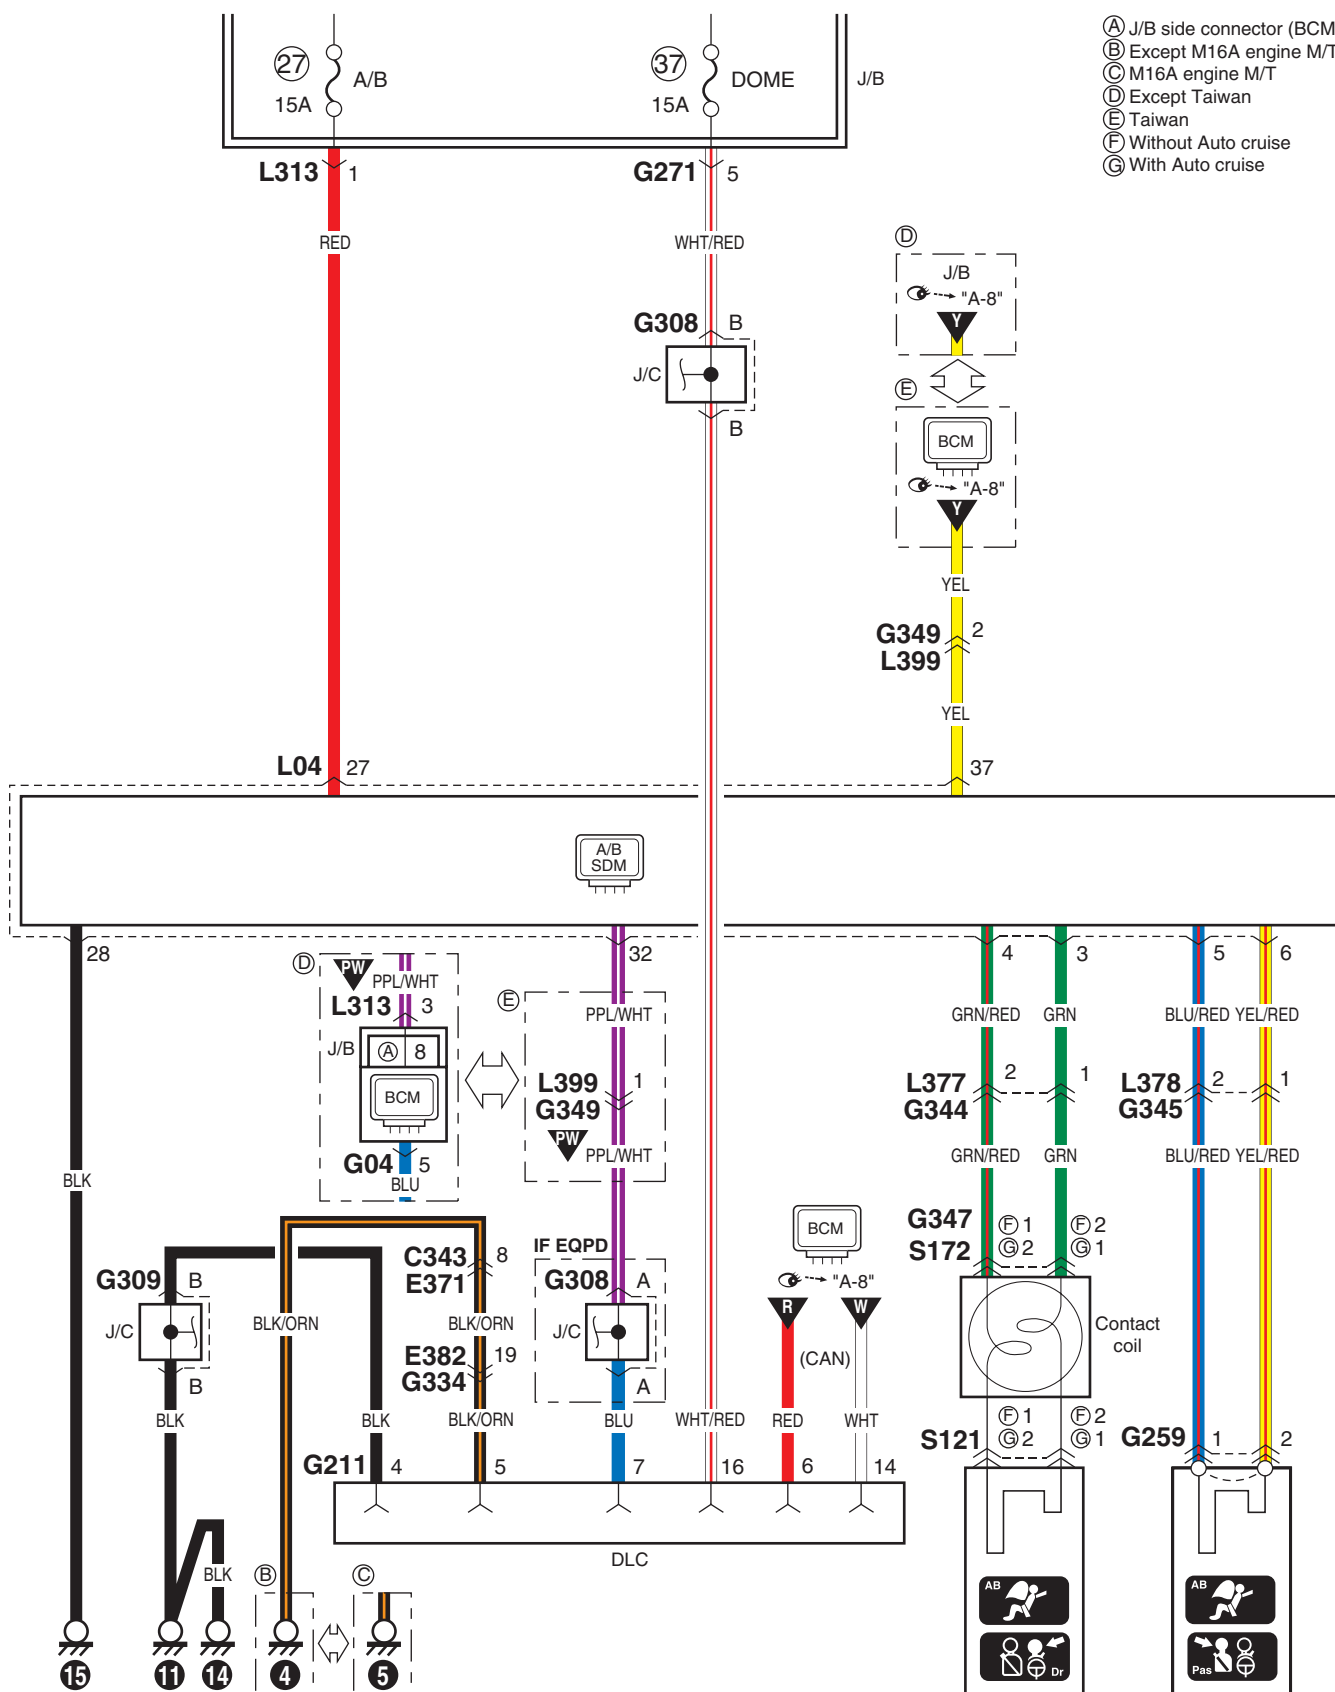 Ⓐ J/B side connector (BCM
Ⓑ Except M16A engine M/T
Ⓒ M16A engine M/T
Ⓓ Except Taiwan
Ⓔ Taiwan
Ⓕ Without Auto cruise
Ⓖ With Auto cruise
27 A/B
15A
37 DOME
15A
J/B
L313 1
G271 5
RED
WHT/RED
Ⓓ
J/B
"A-8"
Y
G308 B
J/C
B
Ⓔ
BCM
"A-8"
Y
YEL
G349 2
L399
YEL
L04 27
37
A/B
SDM
28
32
4 3 5 6
Ⓓ
PW
PPL/WHT
L313 3
J/B Ⓐ 8
BCM
G04 5
BLU
Ⓔ
PPL/WHT
L399 1
G349
PW
PPL/WHT
GRN/RED GRN BLU/RED YEL/RED
L377 2 1
G344
L378 2 1
G345
GRN/RED GRN BLU/RED YEL/RED
BLK
G347 Ⓕ 1 Ⓕ 2
S172 Ⓖ 2 Ⓖ 1
BCM
"A-8"
R W
(CAN)
IF EQPD
G308 A
J/C
A
C343 8
E371
G309 B
J/C
B
BLK/ORN BLK/ORN
E382 19
G334
Contact
coil
BLK BLK BLK/ORN BLU WHT/RED RED WHT
Ⓕ 1 Ⓕ 2
S121 Ⓖ 2 Ⓖ 1
G259 1 2
G211 4 5 7 16 6 14
DLC
BLK
Ⓑ Ⓒ
AB
AB
Dr
Pas
15 11 14 4 5